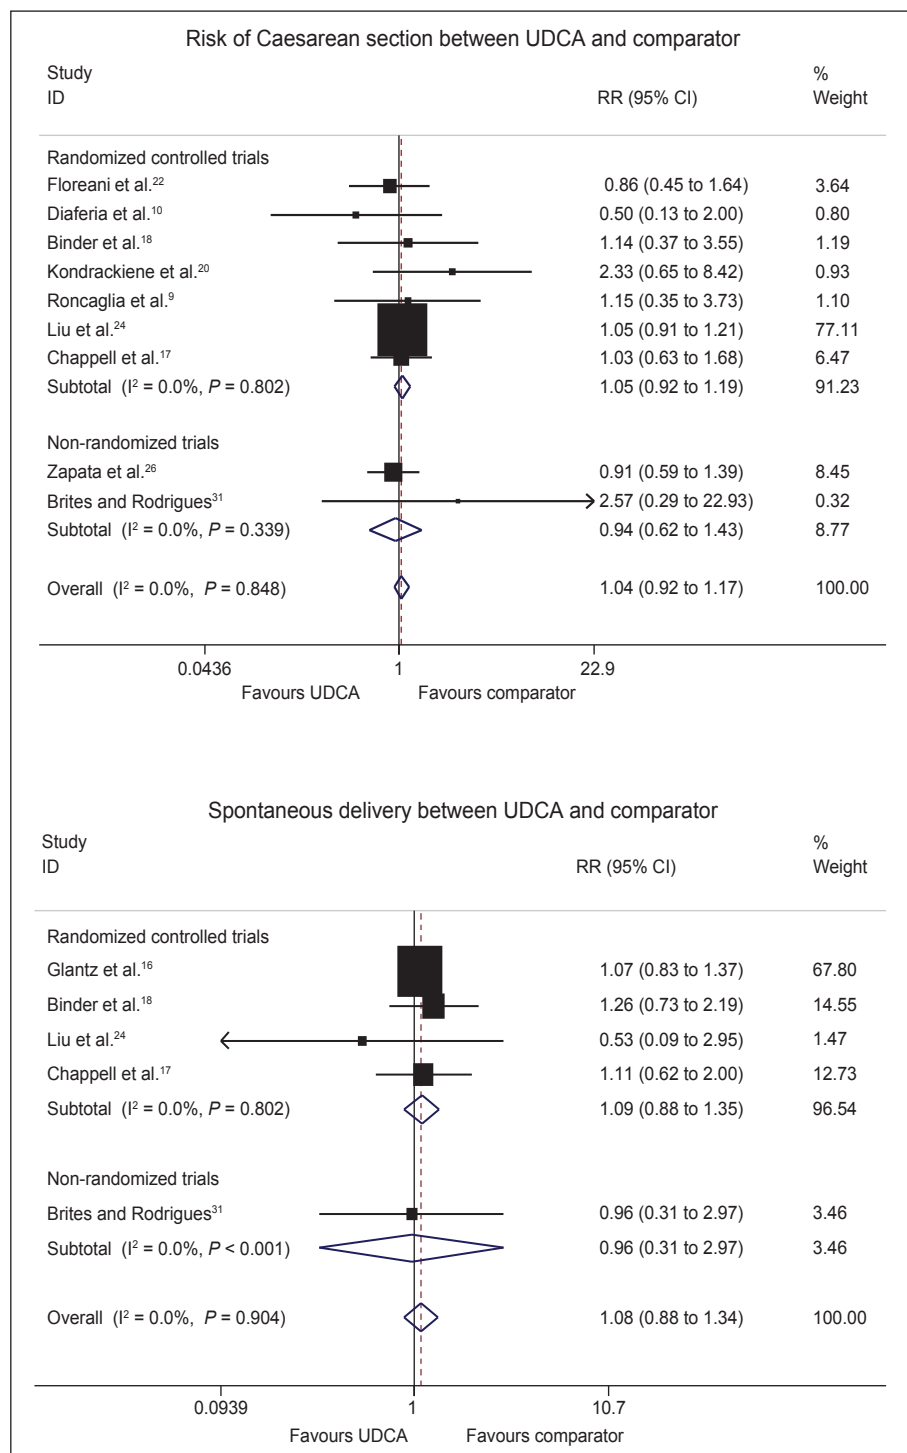 Risk of Caesarean section between UDCA and comparator
Study %
ID RR (95% CI) Weight
Randomized controlled trials
Floreani et al.²² 0.86 (0.45 to 1.64) 3.64
Diaferia et al.¹⁰ 0.50 (0.13 to 2.00) 0.80
Binder et al.¹⁸ 1.14 (0.37 to 3.55) 1.19
Kondrackiene et al.²⁰ 2.33 (0.65 to 8.42) 0.93
Roncaglia et al.⁹ 1.15 (0.35 to 3.73) 1.10
Liu et al.²⁴ 1.05 (0.91 to 1.21) 77.11
Chappell et al.¹⁷ 1.03 (0.63 to 1.68) 6.47
Subtotal (I² = 0.0%, P = 0.802) 1.05 (0.92 to 1.19) 91.23
Non-randomized trials
Zapata et al.²⁶ 0.91 (0.59 to 1.39) 8.45
Brites and Rodrigues³¹ 2.57 (0.29 to 22.93) 0.32
Subtotal (I² = 0.0%, P = 0.339) 0.94 (0.62 to 1.43) 8.77
Overall (I² = 0.0%, P = 0.848) 1.04 (0.92 to 1.17) 100.00
0.0436 1 22.9
Favours UDCA Favours comparator
Spontaneous delivery between UDCA and comparator
Study %
ID RR (95% CI) Weight
Randomized controlled trials
Glantz et al.¹⁶ 1.07 (0.83 to 1.37) 67.80
Binder et al.¹⁸ 1.26 (0.73 to 2.19) 14.55
Liu et al.²⁴ 0.53 (0.09 to 2.95) 1.47
Chappell et al.¹⁷ 1.11 (0.62 to 2.00) 12.73
Subtotal (I² = 0.0%, P = 0.802) 1.09 (0.88 to 1.35) 96.54
Non-randomized trials
Brites and Rodrigues³¹ 0.96 (0.31 to 2.97) 3.46
Subtotal (I² = 0.0%, P < 0.001) 0.96 (0.31 to 2.97) 3.46
Overall (I² = 0.0%, P = 0.904) 1.08 (0.88 to 1.34) 100.00
0.0939 1 10.7
Favours UDCA Favours comparator